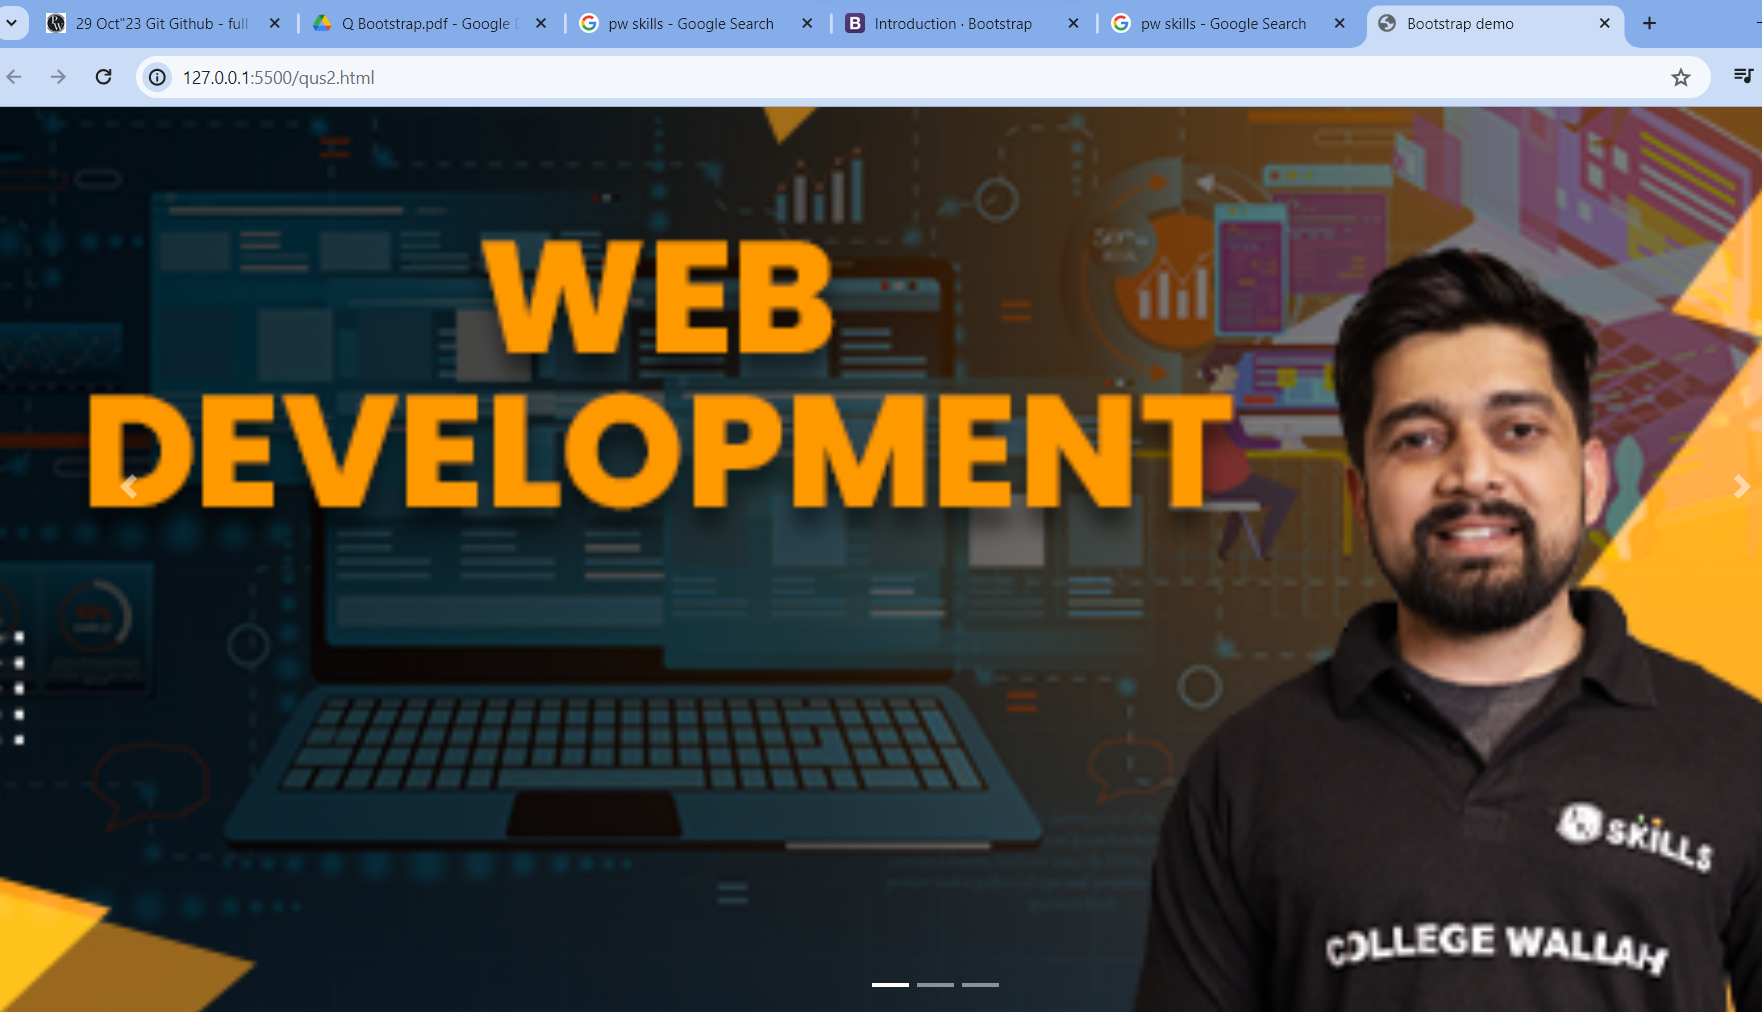 29 Oct"23 Git Github - full
Q Bootstrap.pdf - Google
pw skills - Google Search
Introduction · Bootstrap
pw skills - Google Search
Bootstrap demo
127.0.0.1:5500/qus2.html
WEB
DEVELOPMENT
SKILLS
COLLEGE WALLAH